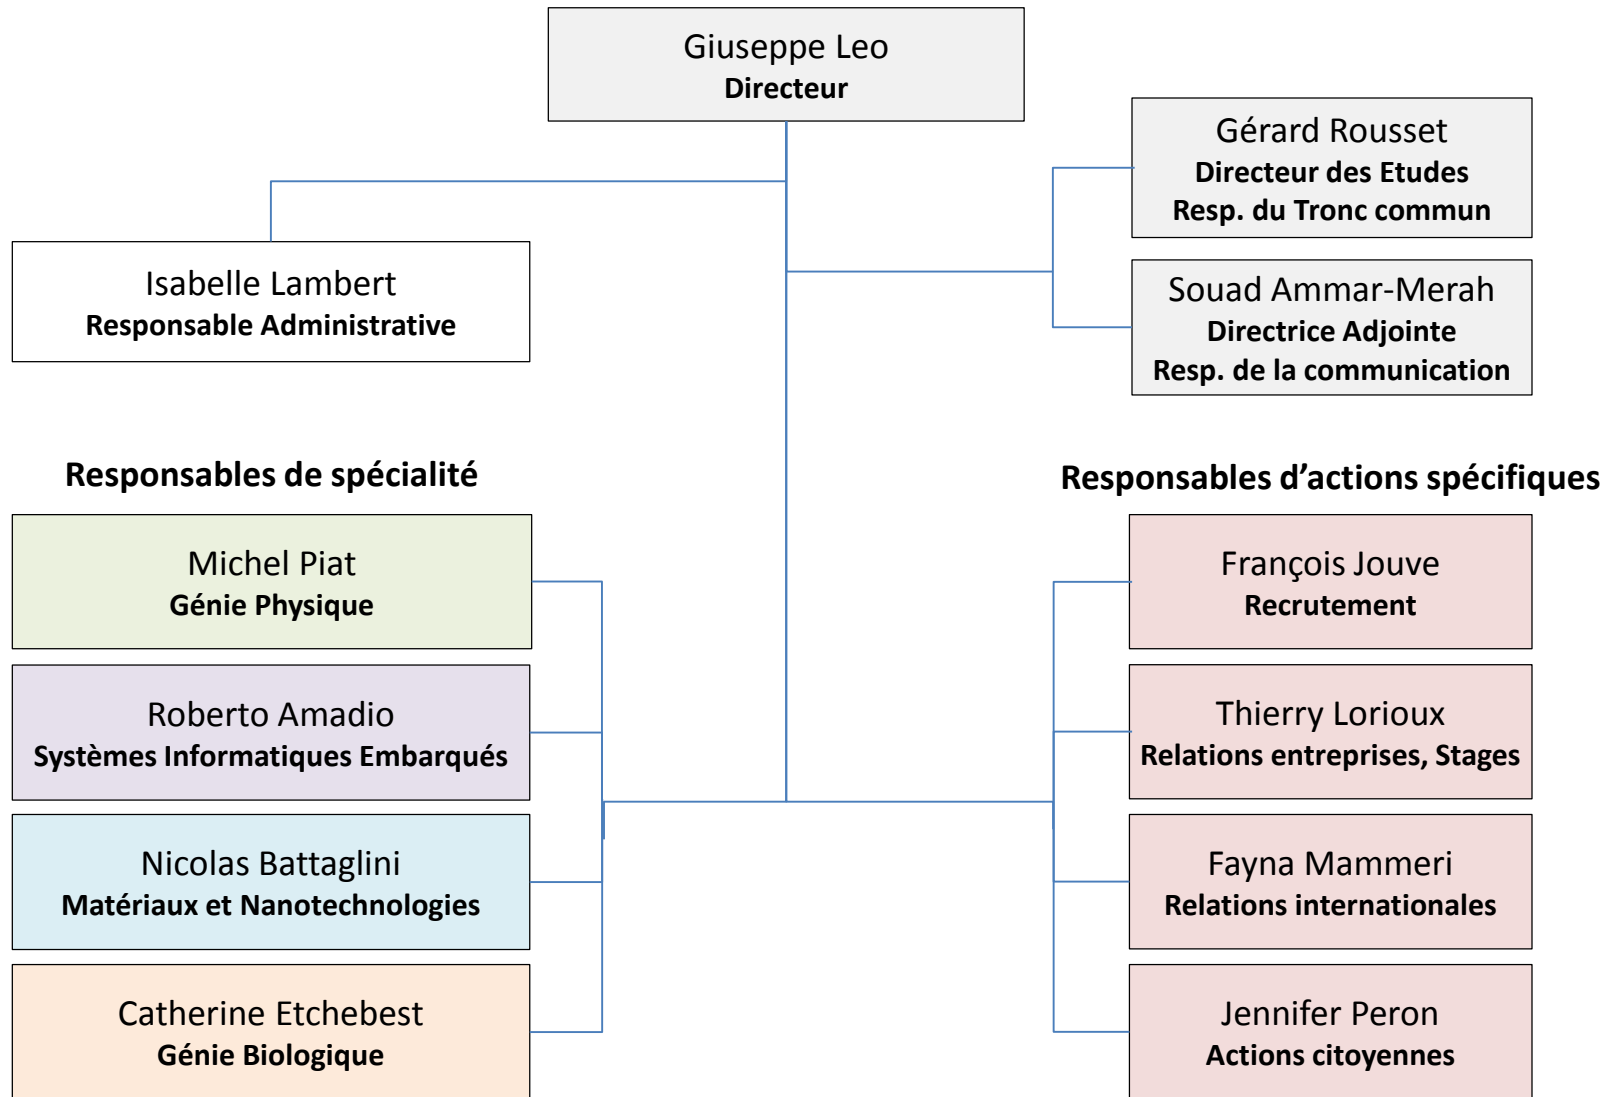 Giuseppe Leo
Directeur
Gérard Rousset
Directeur des Etudes
Resp. du Tronc commun
Isabelle Lambert
Responsable Administrative
Souad Ammar-Merah
Directrice Adjointe
Resp. de la communication
Responsables de spécialité
Michel Piat
Génie Physique
Roberto Amadio
Systèmes Informatiques Embarqués
Nicolas Battaglini
Matériaux et Nanotechnologies
Catherine Etchebest
Génie Biologique
Responsables d’actions spécifiques
François Jouve
Recrutement
Thierry Lorioux
Relations entreprises, Stages
Fayna Mammeri
Relations internationales
Jennifer Peron
Actions citoyennes